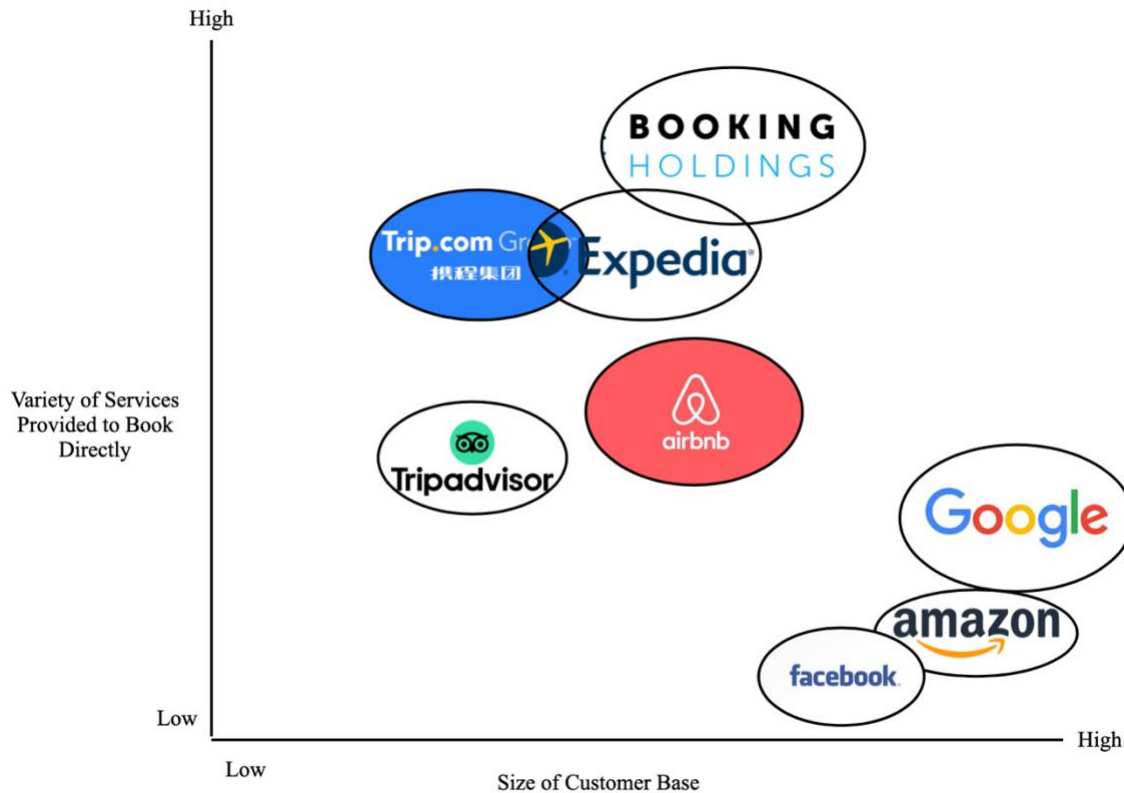 High
BOOKING
HOLDINGS
Trip.com
携程集团
Expedia
Variety of Services
Provided to Book
Directly
airbnb
Tripadvisor
Google
amazon
facebook
Low
High
Low
Size of Customer Base